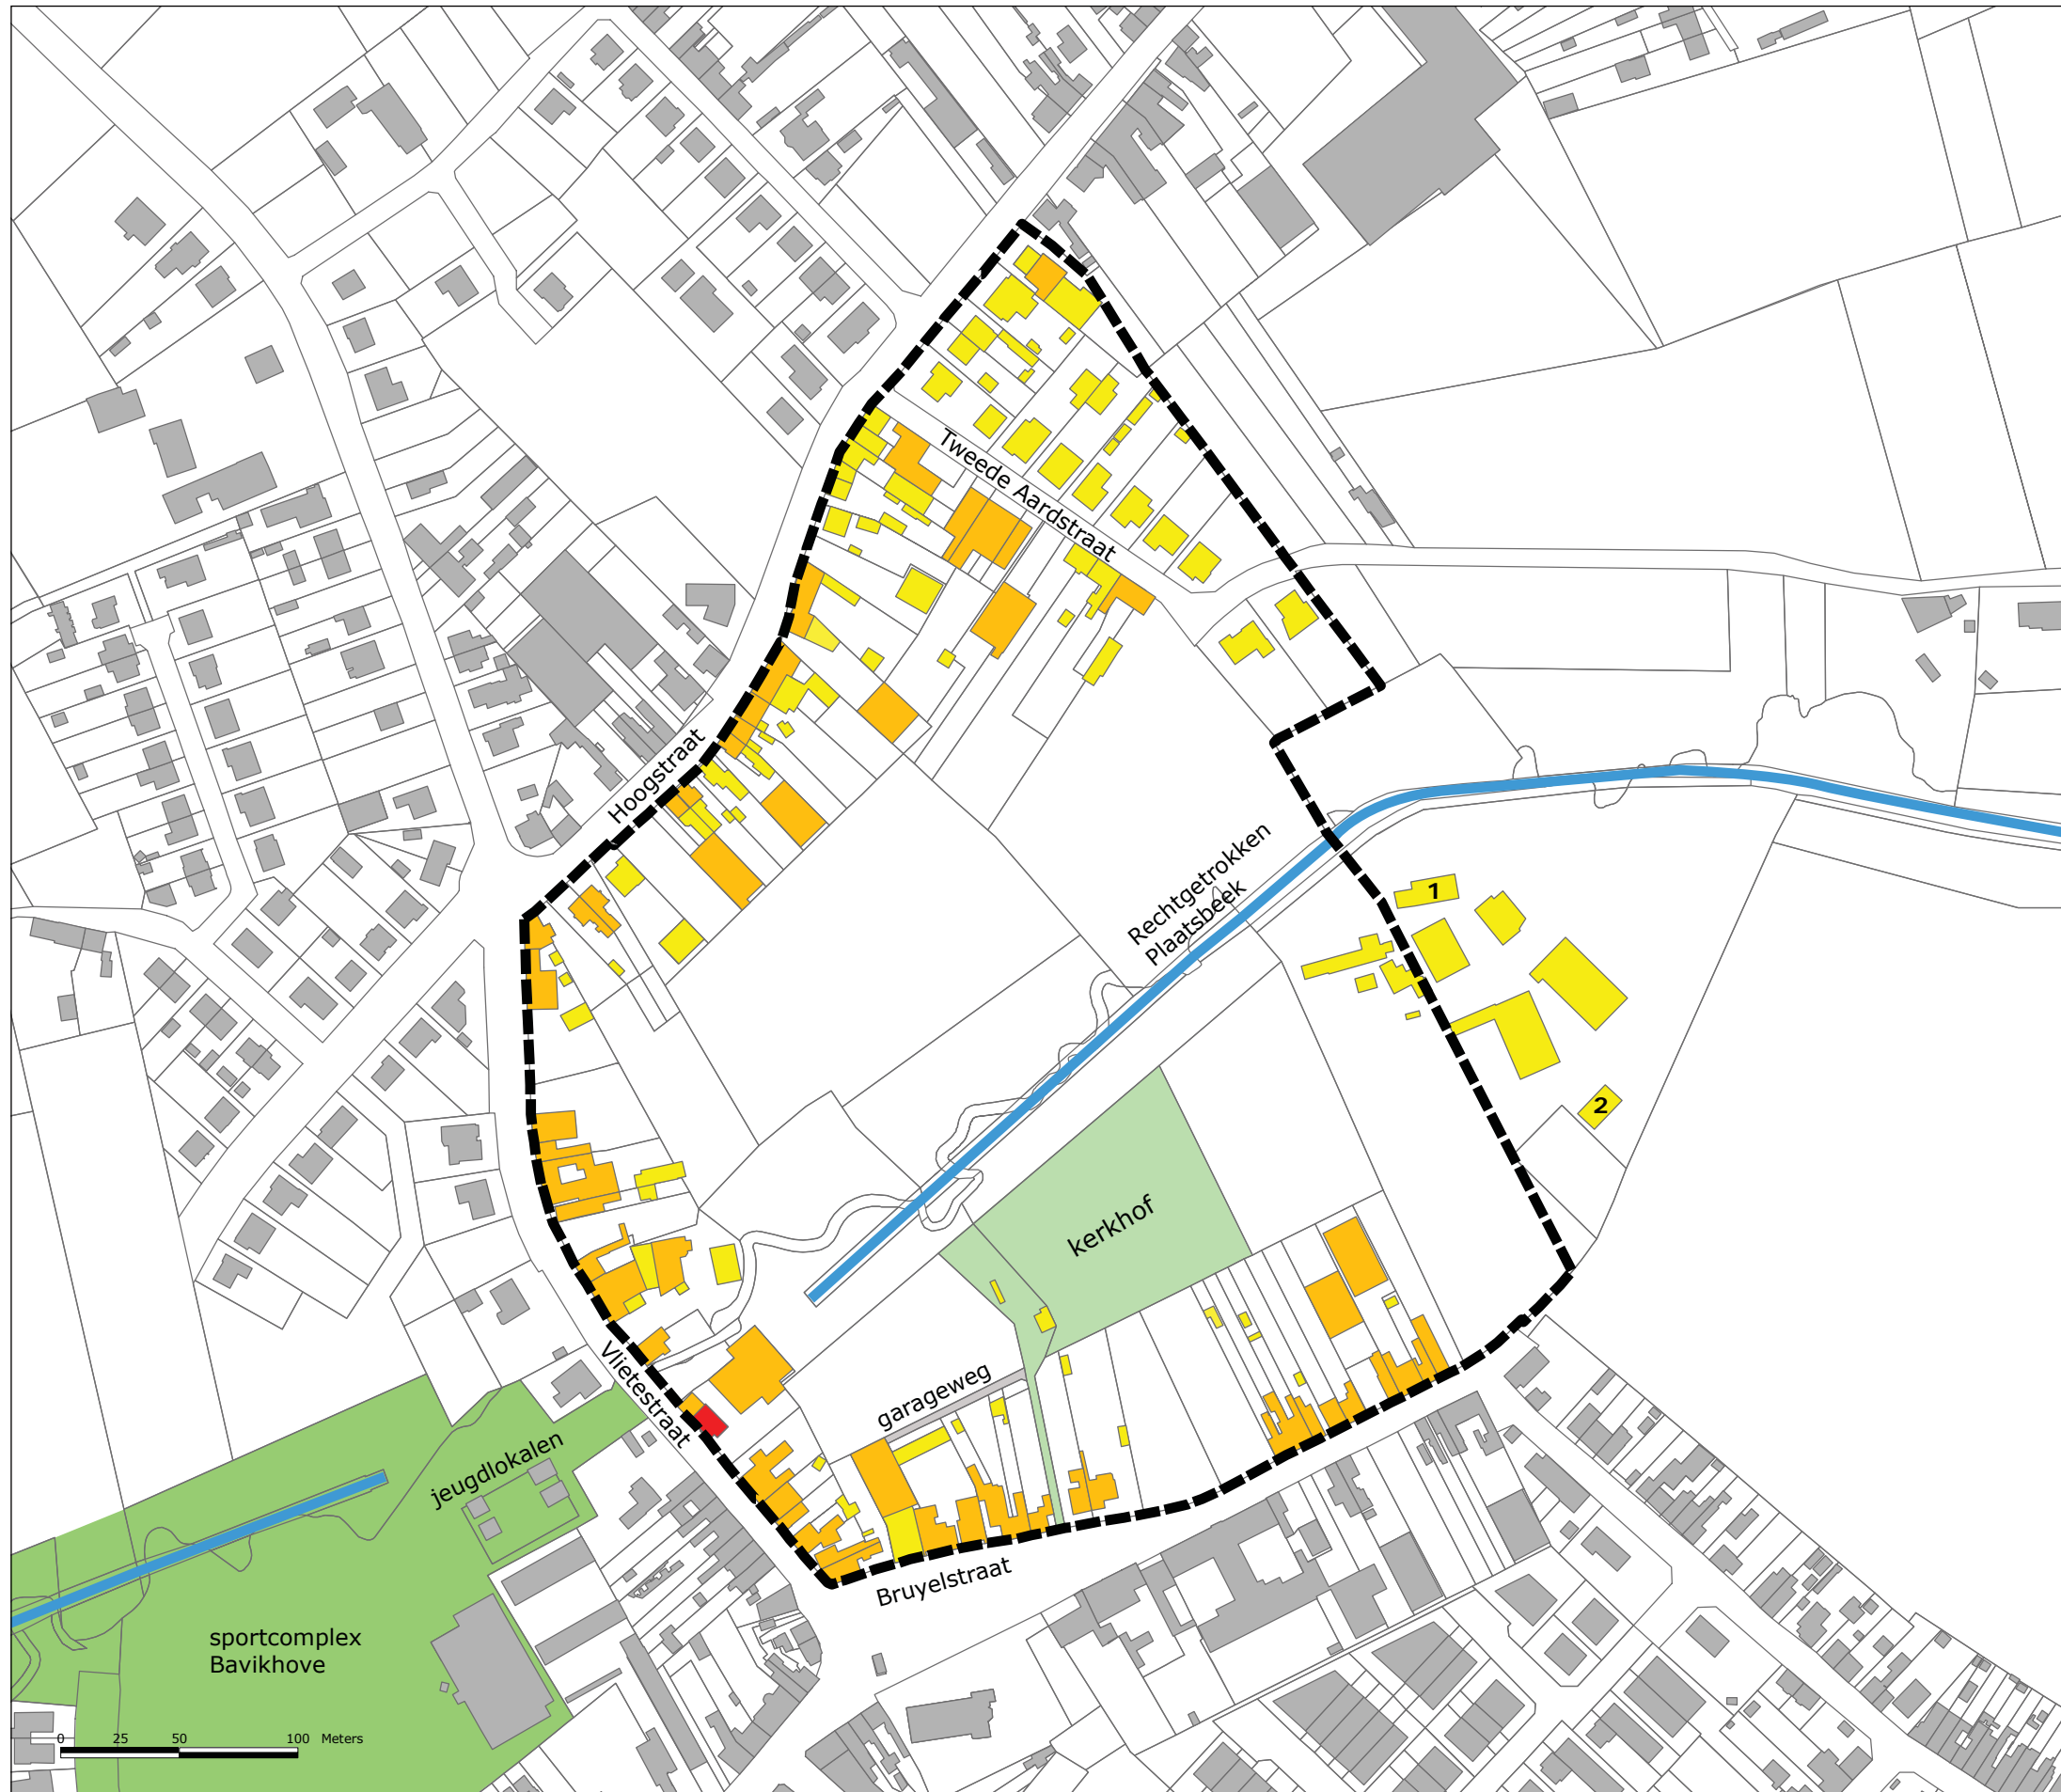 Tweede Aardstraat
Hoogstraat
Rechtgetrokken
Plaatsbeek
1
2
kerkhof
Vlietestraat
garageweg
jeugdlokalen
Bruyelstraat
sportcomplex
Bavikhove
0 25 50 100 Meters